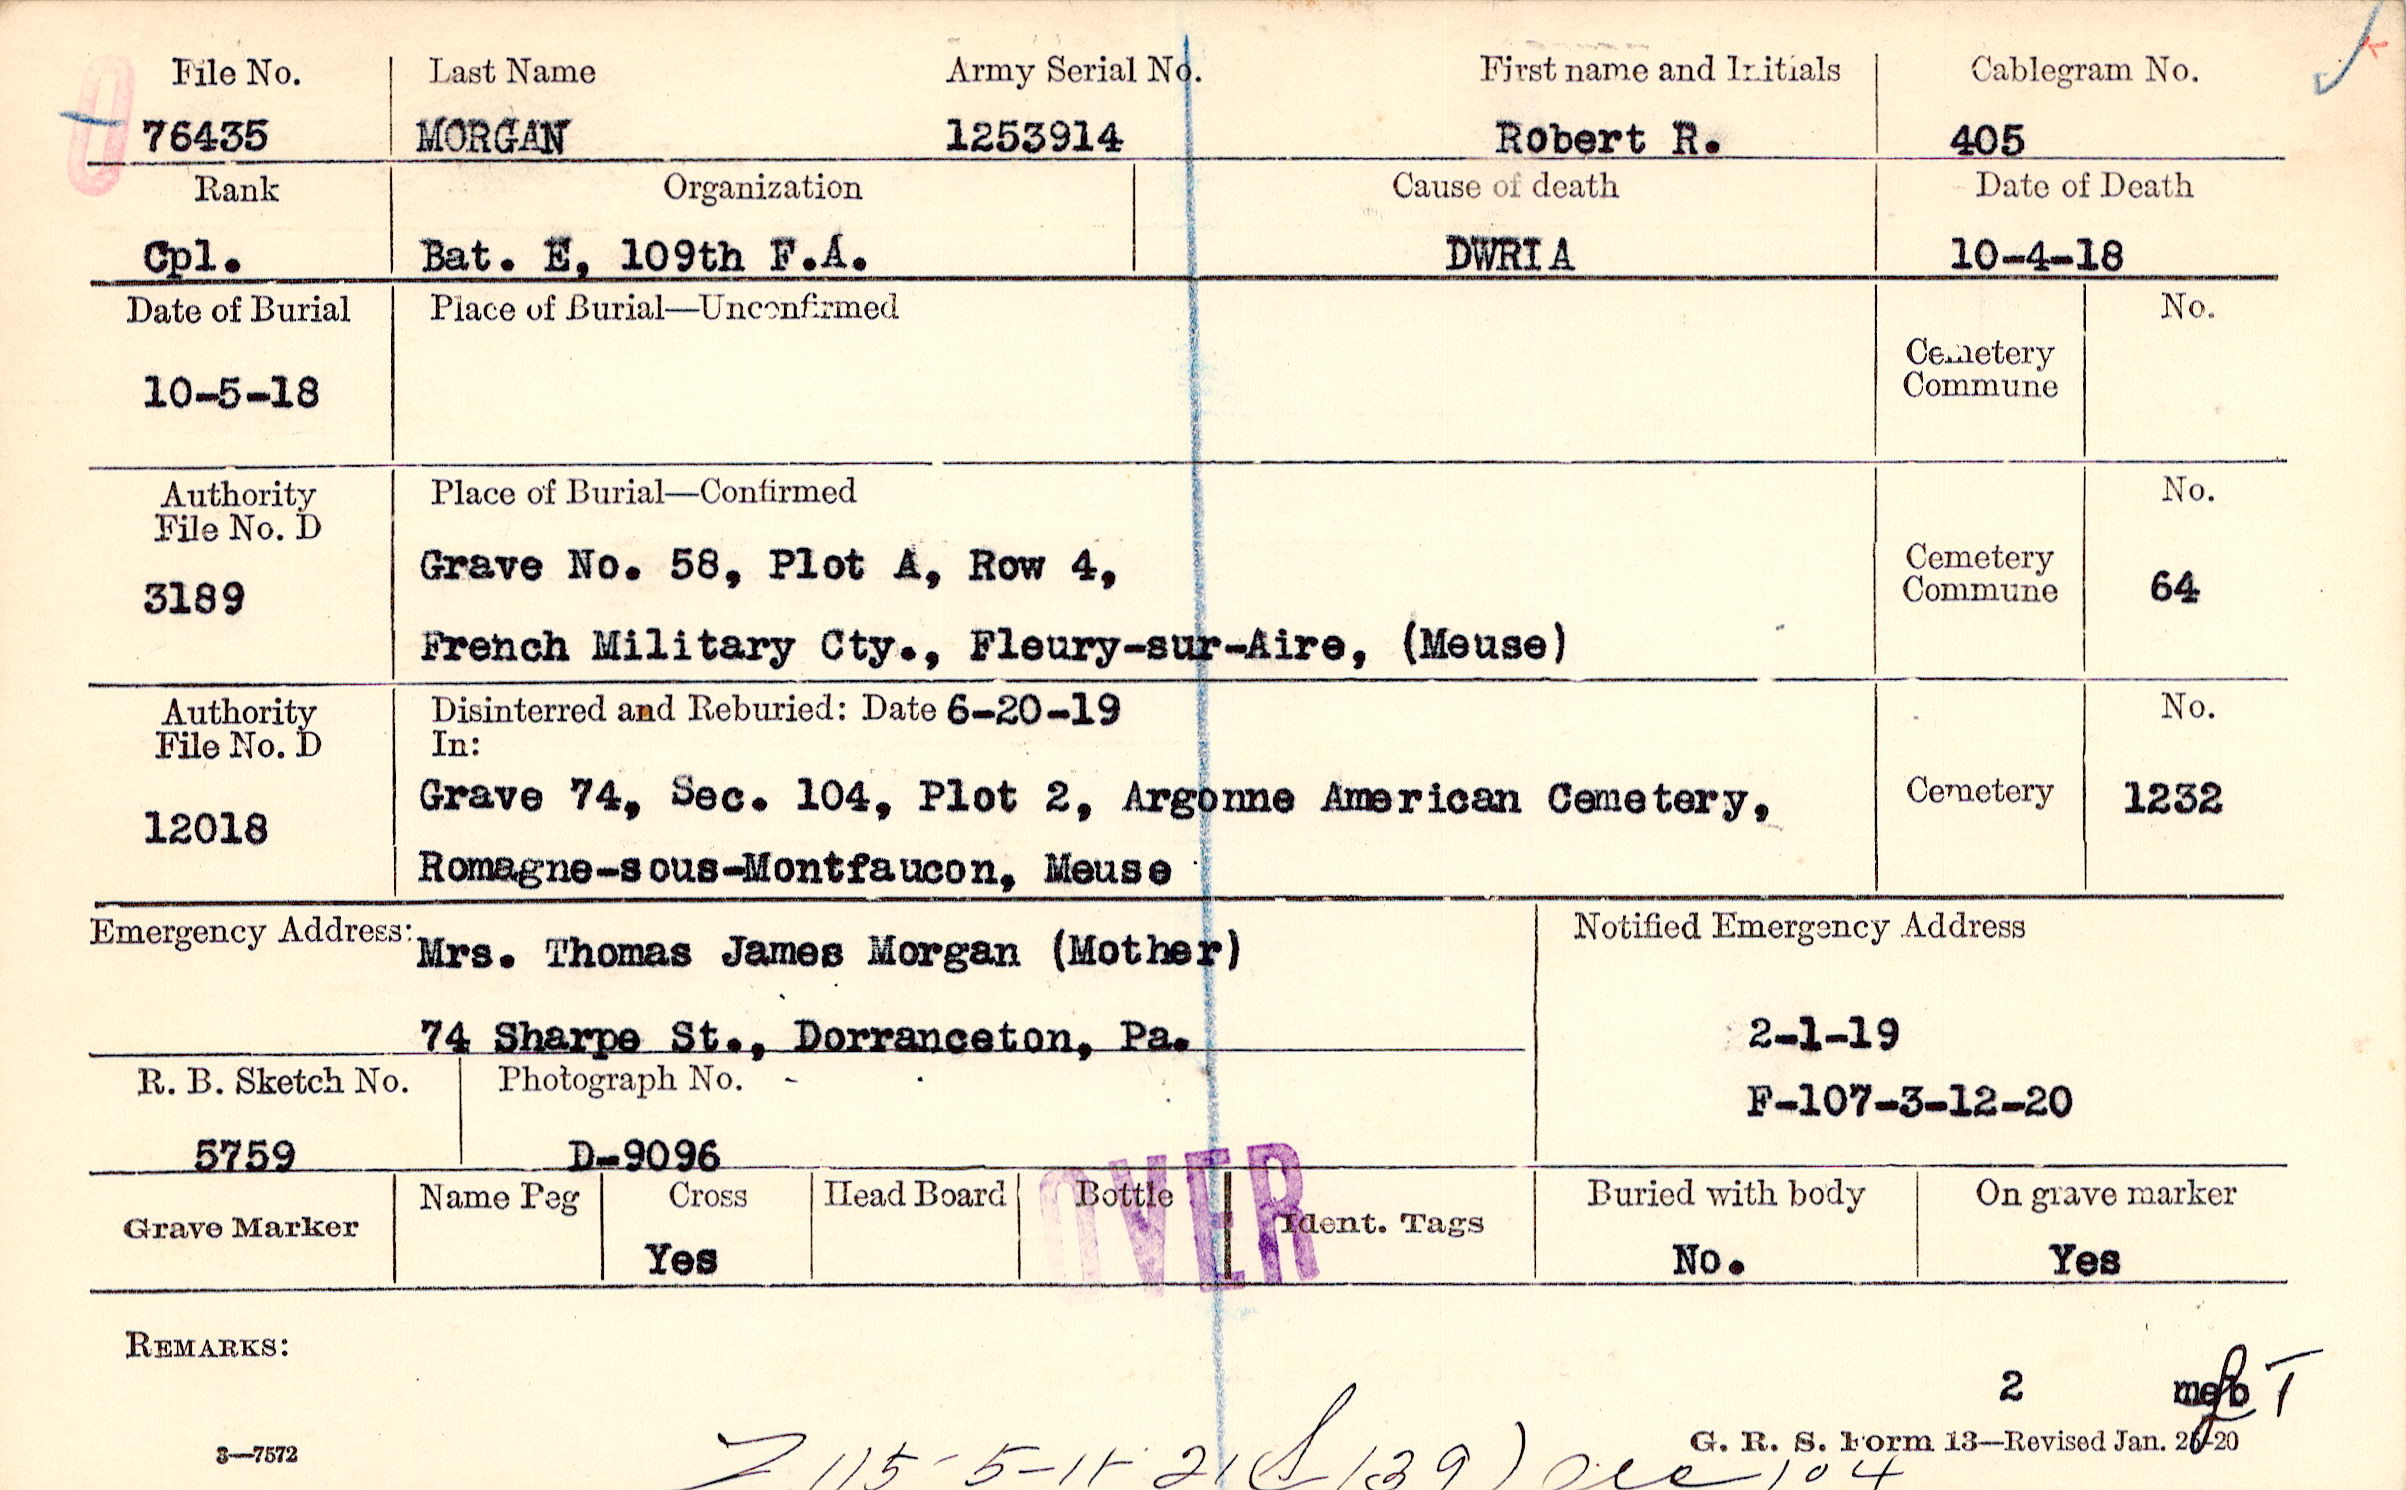 File No. Last Name Army Serial No. First name and Initials Cablegram No.
76435 MORGAN 1253914 Robert R. 405
Rank Organization Cause of death Date of Death
Cpl. Bat. E, 109th F.A. DWRIA 10-4-18
Date of Burial Place of Burial—Unconfirmed No.
Cemetery
Commune
10-5-18
Authority Place of Burial—Confirmed No.
File No. D
Grave No. 58, Plot A, Row 4, Cemetery
3189 Commune 64
French Military Cty., Fleury-sur-Aire, (Meuse)
Authority Disinterred and Reburied: Date 6-20-19 No.
File No. D In:
Grave 74, Sec. 104, Plot 2, Argonne American Cemetery, Cemetery 1232
12018
Romagne-sous-Montfaucon, Meuse
Emergency Address: Notified Emergency Address
Mrs. Thomas James Morgan (Mother)
74 Sharpe St., Dorranceton, Pa. 2-1-19
R. B. Sketch No. Photograph No.
F-107-3-12-20
5759 D-9096
OVER
Grave Marker Name Peg Cross Head Board Bottle Ident. Tags Buried with body On grave marker
Yes No. Yes
REMARKS:
2
3—7572 G. R. S. Form 13—Revised Jan. 26-20